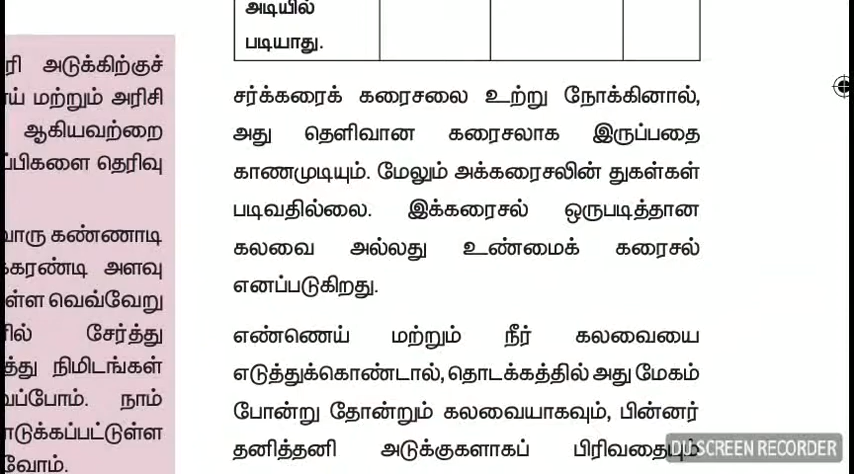 ரி அடுக்கிற்குச்
ய் மற்றும் அரிசி
ஆகியவற்றை
ப்பிகளை தெரிவு
வாரு கண்ணாடி
க்கரண்டி அளவு
ள்ள வெவ்வேறு
ரில் சேர்த்து
த்து நிமிடங்கள்
வப்போம். நாம்
ாடுக்கப்பட்டுள்ள
வோம்.
அடியில்
படியாது.
சர்க்கரைக் கரைசலை உற்று நோக்கினால்,
அது தெளிவான கரைசலாக இருப்பதை
காணமுடியும். மேலும் அக்கரைசலின் துகள்கள்
படிவதில்லை. இக்கரைசல் ஒருபடித்தான
கலவை அல்லது உண்மைக் கரைசல்
எனப்படுகிறது.
எண்ணெய் மற்றும் நீர் கலவையை
எடுத்துக்கொண்டால், தொடக்கத்தில் அது மேகம்
போன்று தோன்றும் கலவையாகவும், பின்னர்
தனித்தனி அடுக்குகளாகப் பிரிவதையும்
DU SCREEN RECORDER